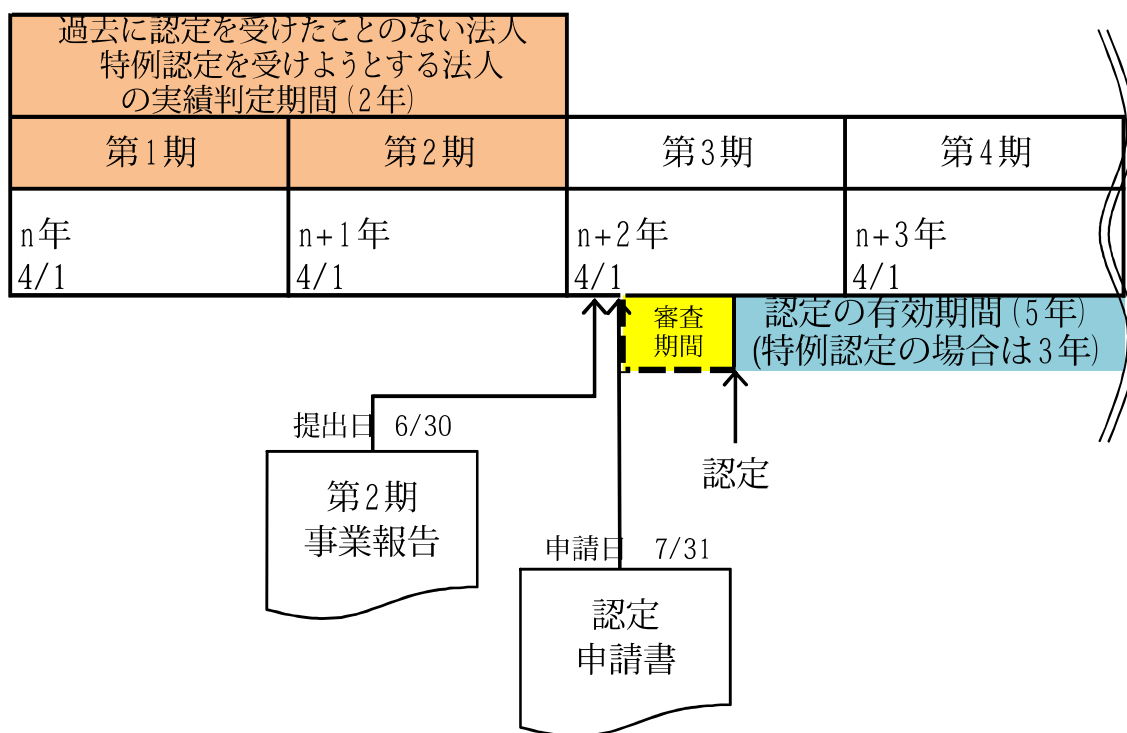 過去に認定を受けたことのない法人
特例認定を受けようとする法人
の実績判定期間(2年)
第1期
第2期
第3期
第4期
n年
4/1
n+1年
4/1
n+2年
4/1
n+3年
4/1
審査
期間
認定の有効期間(5年)
(特例認定の場合は3年)
提出日 6/30
認定
第2期
事業報告
申請日 7/31
認定
申請書